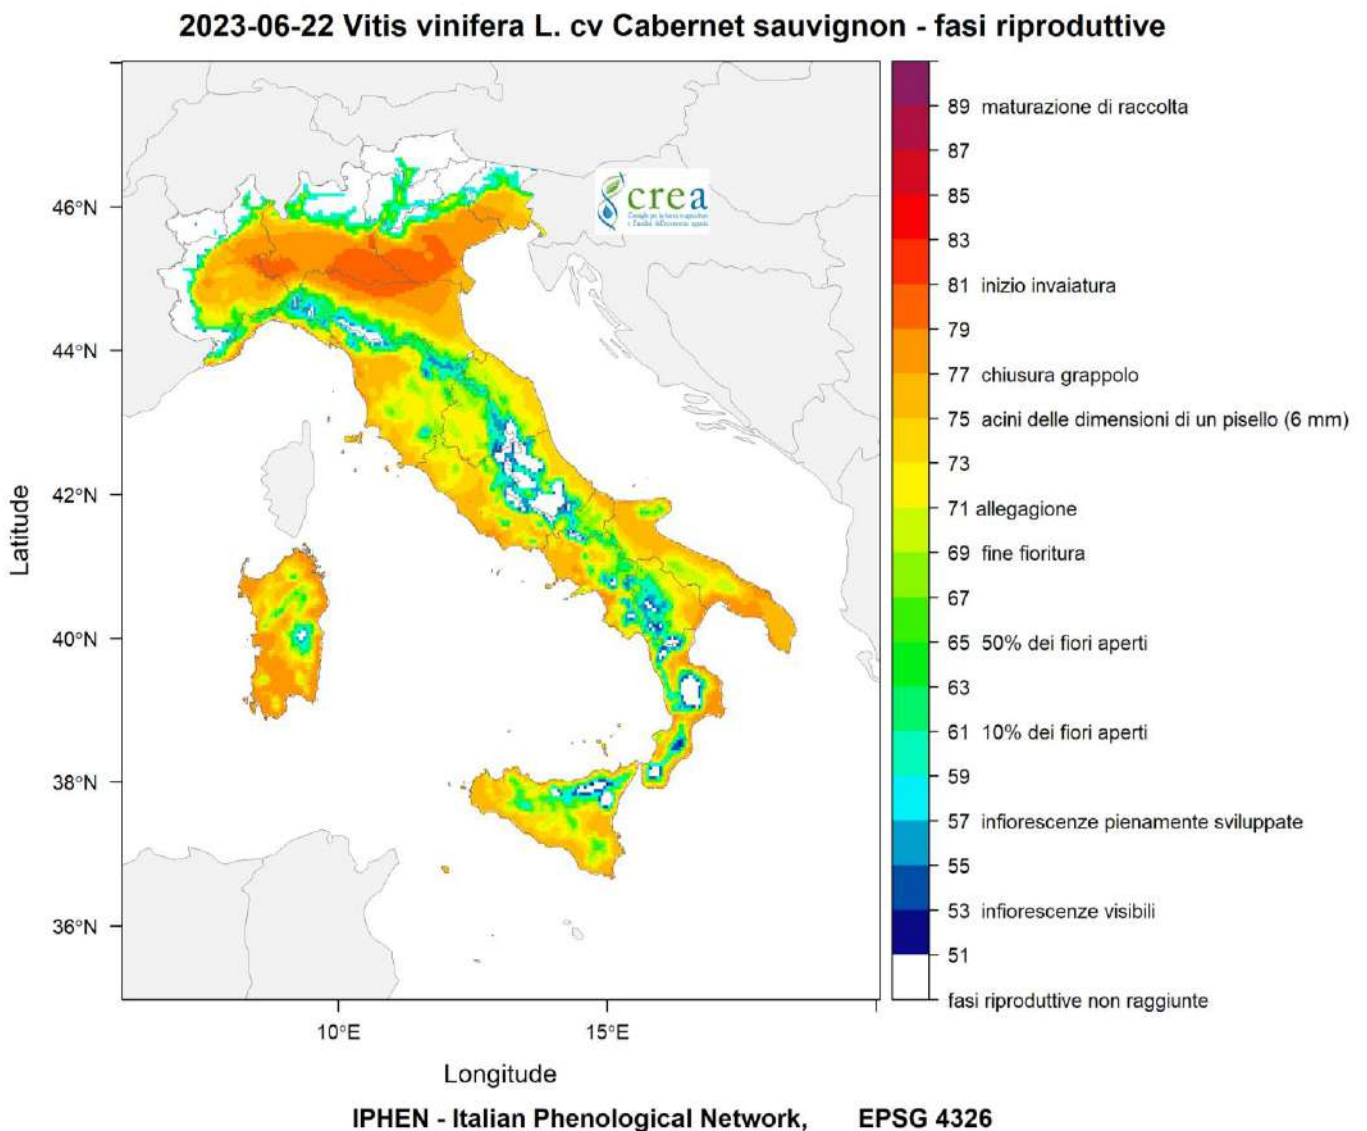 2023-06-22 Vitis vinifera L. cv Cabernet sauvignon - fasi riproduttive
89 maturazione di raccolta
87
85
83
81 inizio invaiatura
79
77 chiusura grappolo
75 acini delle dimensioni di un pisello (6 mm)
73
71 allegagione
69 fine fioritura
67
65 50% dei fiori aperti
63
61 10% dei fiori aperti
59
57 infiorescenze pienamente sviluppate
55
53 infiorescenze visibili
51
fasi riproduttive non raggiunte
crea
46°N
44°N
42°N
40°N
38°N
36°N
Latitude
10°E 15°E
Longitude
IPHEN - Italian Phenological Network, EPSG 4326